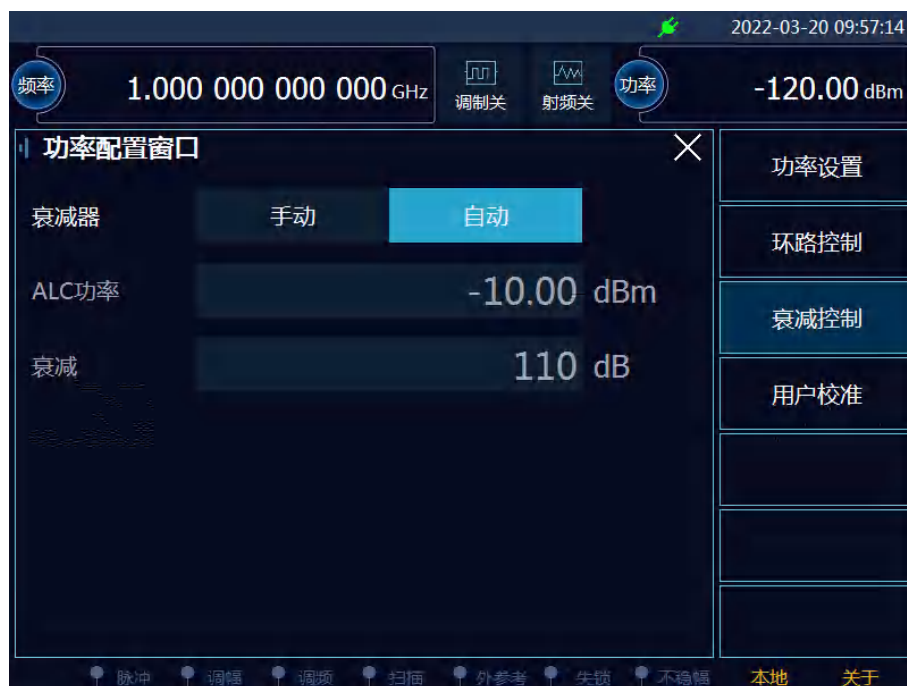 2022-03-20 09:57:14
频率 1.000 000 000 000 GHz 调制关 射频关 功率 -120.00 dBm
功率配置窗口
功率设置
衰减器 手动 自动
环路控制
ALC功率 -10.00 dBm
衰减控制
衰减 110 dB
用户校准
脉冲 调幅 调频 扫描 外参考 失锁 不稳幅 本地 关于